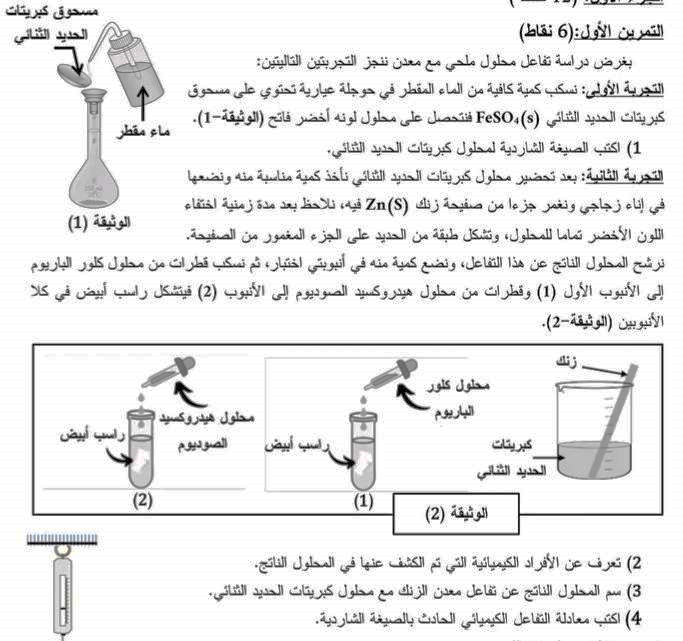 التمرين الأول:(6 نقاط)
بغرض دراسة تفاعل محلول ملحي مع معدن ننجز التجربتين التاليتين:
التجربة الأولى: نسكب كمية كافية من الماء المقطر في حوجلة عيارية تحتوي على مسحوق
كبريتات الحديد الثنائي FeSO₄(s) فنتحصل على محلول لونه أخضر فاتح (الوثيقة-1).
مسحوق كبريتات
الحديد الثنائي
ماء مقطر
الوثيقة (1)
1) اكتب الصيغة الشاردية لمحلول كبريتات الحديد الثنائي.
التجربة الثانية: بعد تحضير محلول كبريتات الحديد الثنائي نأخذ كمية مناسبة منه ونضعها
في إناء زجاجي ونغمر جزءا من صفيحة زنك Zn(S) فيه، نلاحظ بعد مدة زمنية اختفاء
اللون الأخضر تماما للمحلول، وتشكل طبقة من الحديد على الجزء المغمور من الصفيحة.
نرشح المحلول الناتج عن هذا التفاعل، ونضع كمية منه في أنبوبتي اختبار، ثم نسكب قطرات من محلول كلور الباريوم
إلى الأنبوب الأول (1) وقطرات من محلول هيدروكسيد الصوديوم إلى الأنبوب (2) فيتشكل راسب أبيض في كلا
الأنبوبين (الوثيقة-2).
زنك
كبريتات
الحديد الثنائي
محلول كلور
الباريوم
راسب أبيض
(1)
محلول هيدروكسيد
الصوديوم
راسب أبيض
(2)
الوثيقة (2)
2) تعرف عن الأفراد الكيميائية التي تم الكشف عنها في المحلول الناتج.
3) سم المحلول الناتج عن تفاعل معدن الزنك مع محلول كبريتات الحديد الثنائي.
4) اكتب معادلة التفاعل الكيميائي الحادث بالصيغة الشاردية.